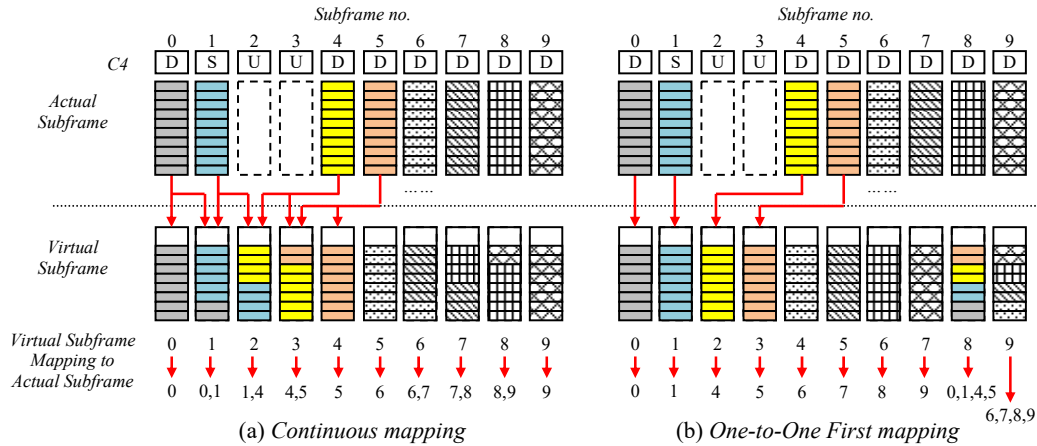 Subframe no.
0 1 2 3 4 5 6 7 8 9
C4 D S U U D D D D D D
Actual
Subframe
... ...
Virtual
Subframe
Virtual Subframe
Mapping to
Actual Subframe
0 1 2 3 4 5 6 7 8 9
0 0,1 1,4 4,5 5 6 6,7 7,8 8,9 9
(a) Continuous mapping
Subframe no.
0 1 2 3 4 5 6 7 8 9
D S U U D D D D D D
... ...
0 1 2 3 4 5 6 7 8 9
0 1 4 5 6 7 8 9 0,1,4,5
6,7,8,9
(b) One-to-One First mapping